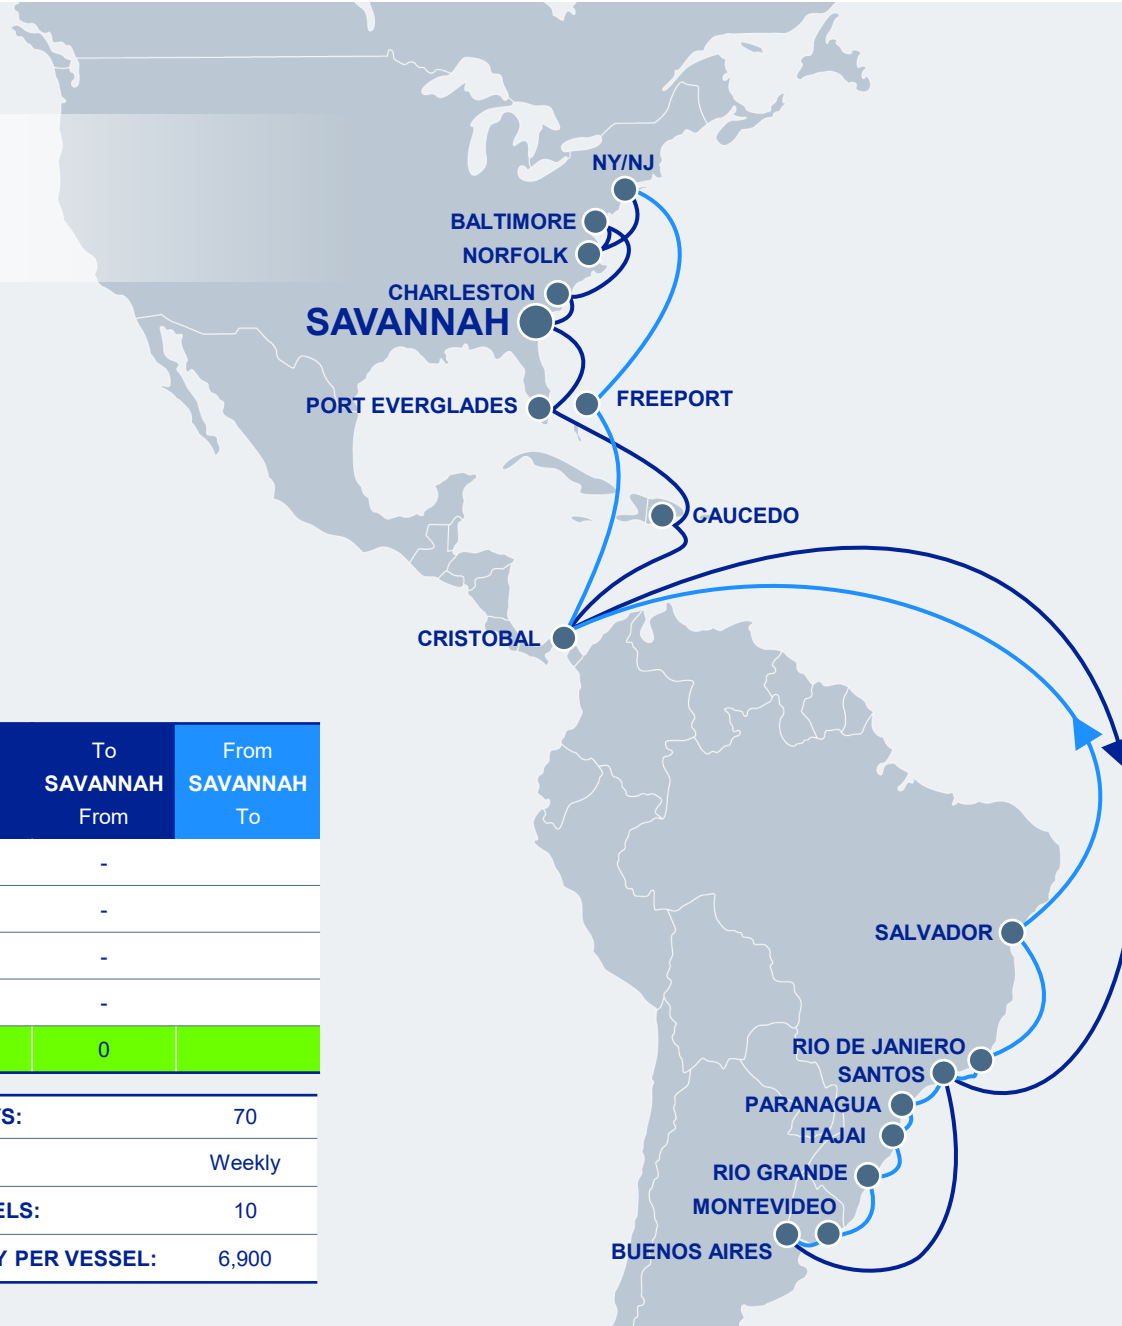 NY/NJ
BALTIMORE
NORFOLK
CHARLESTON
SAVANNAH
PORT EVERGLADES
FREEPORT
CAUCEDO
CRISTOBAL
To
SAVANNAH
From
From
SAVANNAH
To
-
-
-
-
0
SALVADOR
RIO DE JANIERO
SANTOS
PARANAGUA
ITAJAI
RIO GRANDE
MONTEVIDEO
BUENOS AIRES
S: 70
Weekly
ELS: 10
Y PER VESSEL: 6,900